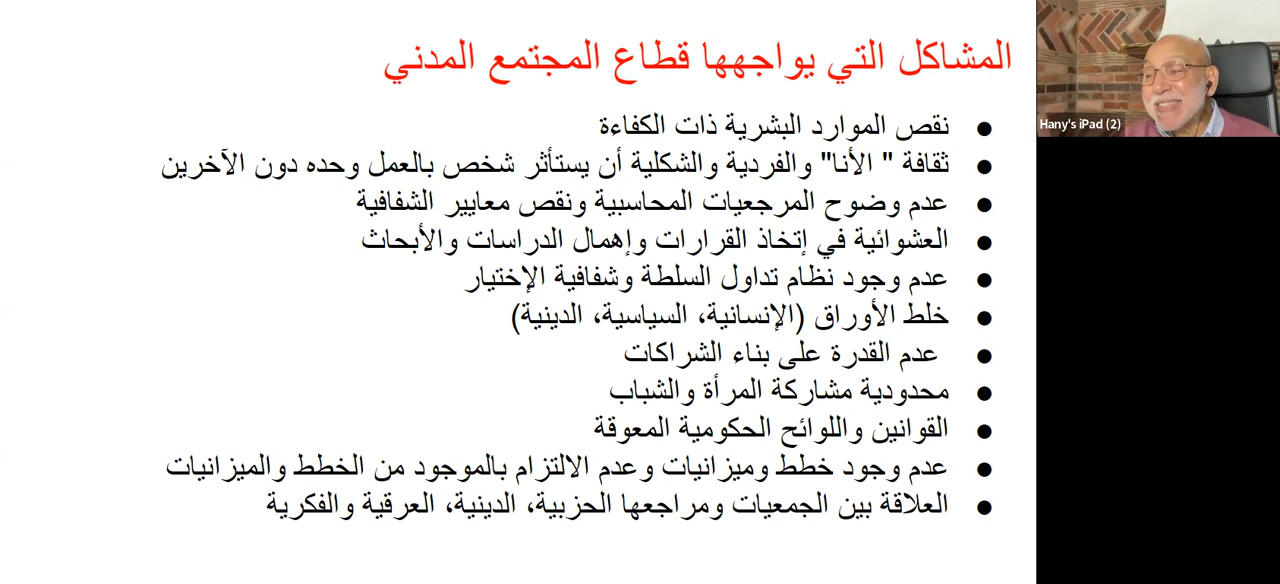 المشاكل التي يواجهها قطاع المجتمع المدني
Hany's iPad (2)
● نقص الموارد البشرية ذات الكفاءة
● ثقافة " الأنا" والفردية والشكلية أن يستأثر شخص بالعمل وحده دون الآخرين
● عدم وضوح المرجعيات المحاسبية ونقص معايير الشفافية
● العشوائية في إتخاذ القرارات وإهمال الدراسات والأبحاث
● عدم وجود نظام تداول السلطة وشفافية الإختيار
● خلط الأوراق (الإنسانية، السياسية، الدينية)
● عدم القدرة على بناء الشراكات
● محدودية مشاركة المرأة والشباب
● القوانين واللوائح الحكومية المعوقة
● عدم وجود خطط وميزانيات وعدم الالتزام بالموجود من الخطط والميزانيات
● العلاقة بين الجمعيات ومراجعها الحزبية، الدينية، العرقية والفكرية